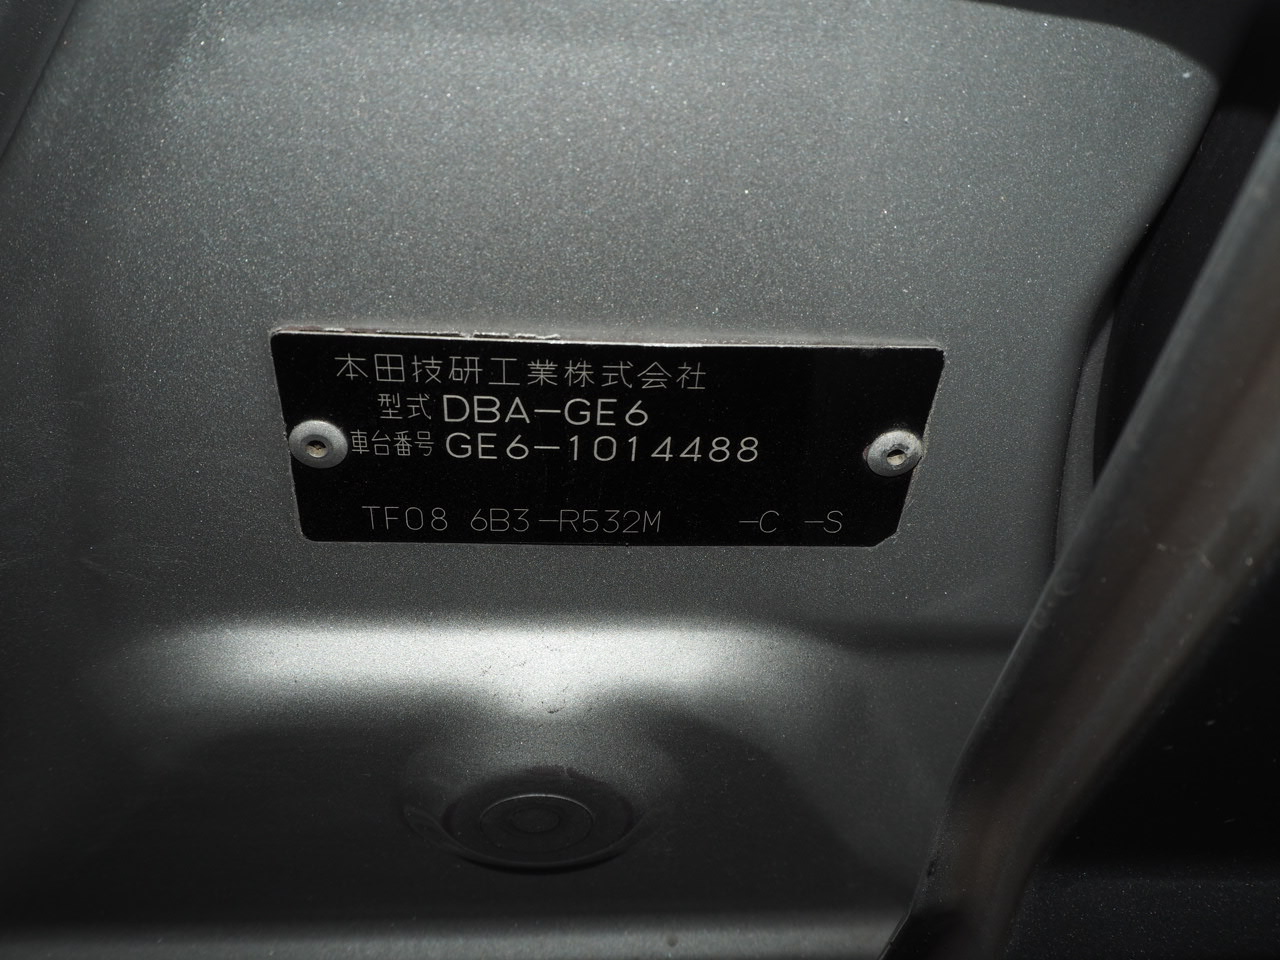 本田技研工業株式会社
型式 DBA-GE6
車台番号 GE6-1014488
TF08 6B3-R532M -C -S